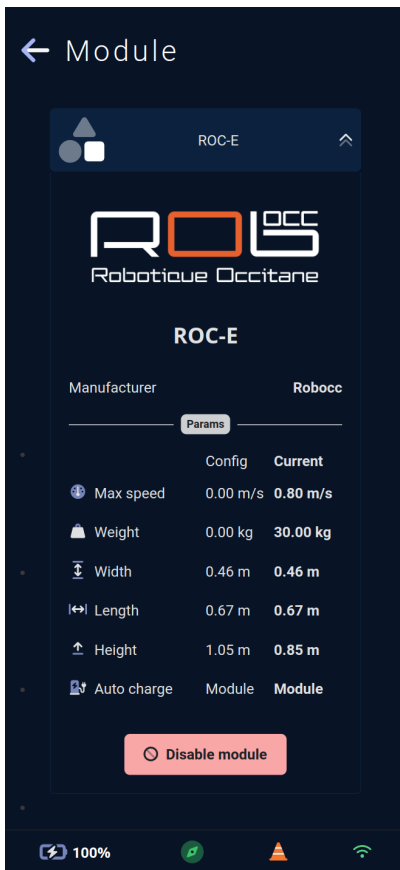 Module
ROC-E
ROB OCC
Robotique Occitane
ROC-E
Manufacturer Robocc
Params
Config Current
Max speed 0.00 m/s 0.80 m/s
Weight 0.00 kg 30.00 kg
Width 0.46 m 0.46 m
Length 0.67 m 0.67 m
Height 1.05 m 0.85 m
Auto charge Module Module
Disable module
100%